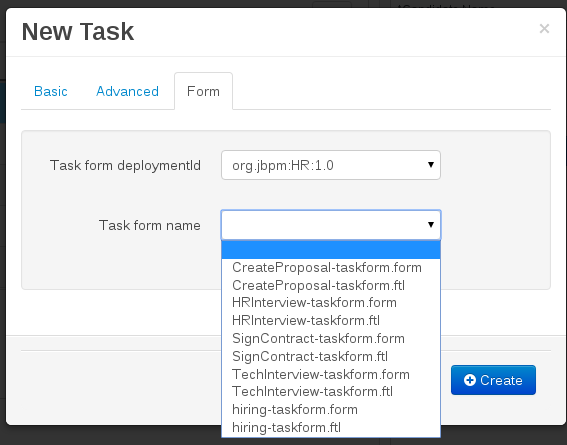 New Task
×
Basic
Advanced
Form
Task form deploymentId
org.jbpm:HR:1.0
Task form name
CreateProposal-taskform.form
CreateProposal-taskform.ftl
HRInterview-taskform.form
HRInterview-taskform.ftl
SignContract-taskform.form
SignContract-taskform.ftl
TechInterview-taskform.form
TechInterview-taskform.ftl
hiring-taskform.form
hiring-taskform.ftl
Create